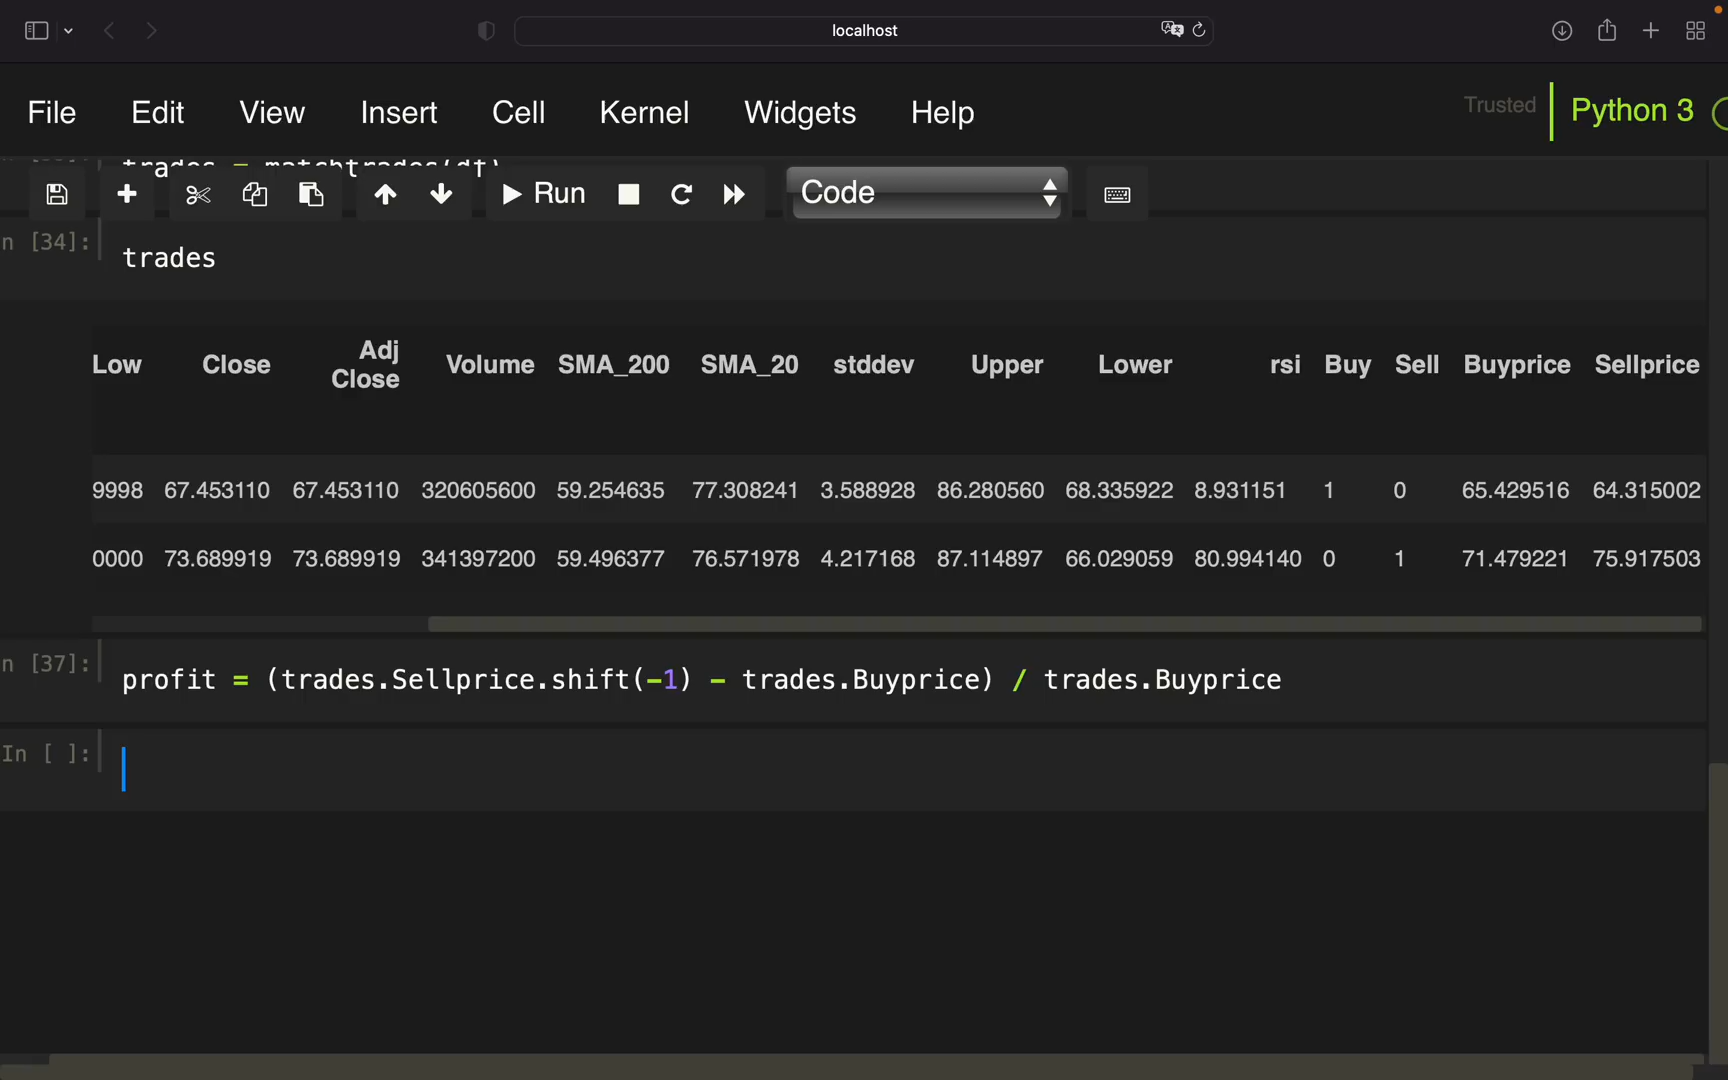 localhost
File Edit View Insert Cell Kernel Widgets Help Trusted Python 3
trades = matchtrades(df)
Run Code
n [34]: trades
Low Close Adj Close Volume SMA_200 SMA_20 stddev Upper Lower rsi Buy Sell Buyprice Sellprice
9998 67.453110 67.453110 320605600 59.254635 77.308241 3.588928 86.280560 68.335922 8.931151 1 0 65.429516 64.315002
0000 73.689919 73.689919 341397200 59.496377 76.571978 4.217168 87.114897 66.029059 80.994140 0 1 71.479221 75.917503
n [37]: profit = (trades.Sellprice.shift(-1) - trades.Buyprice) / trades.Buyprice
In [ ]: